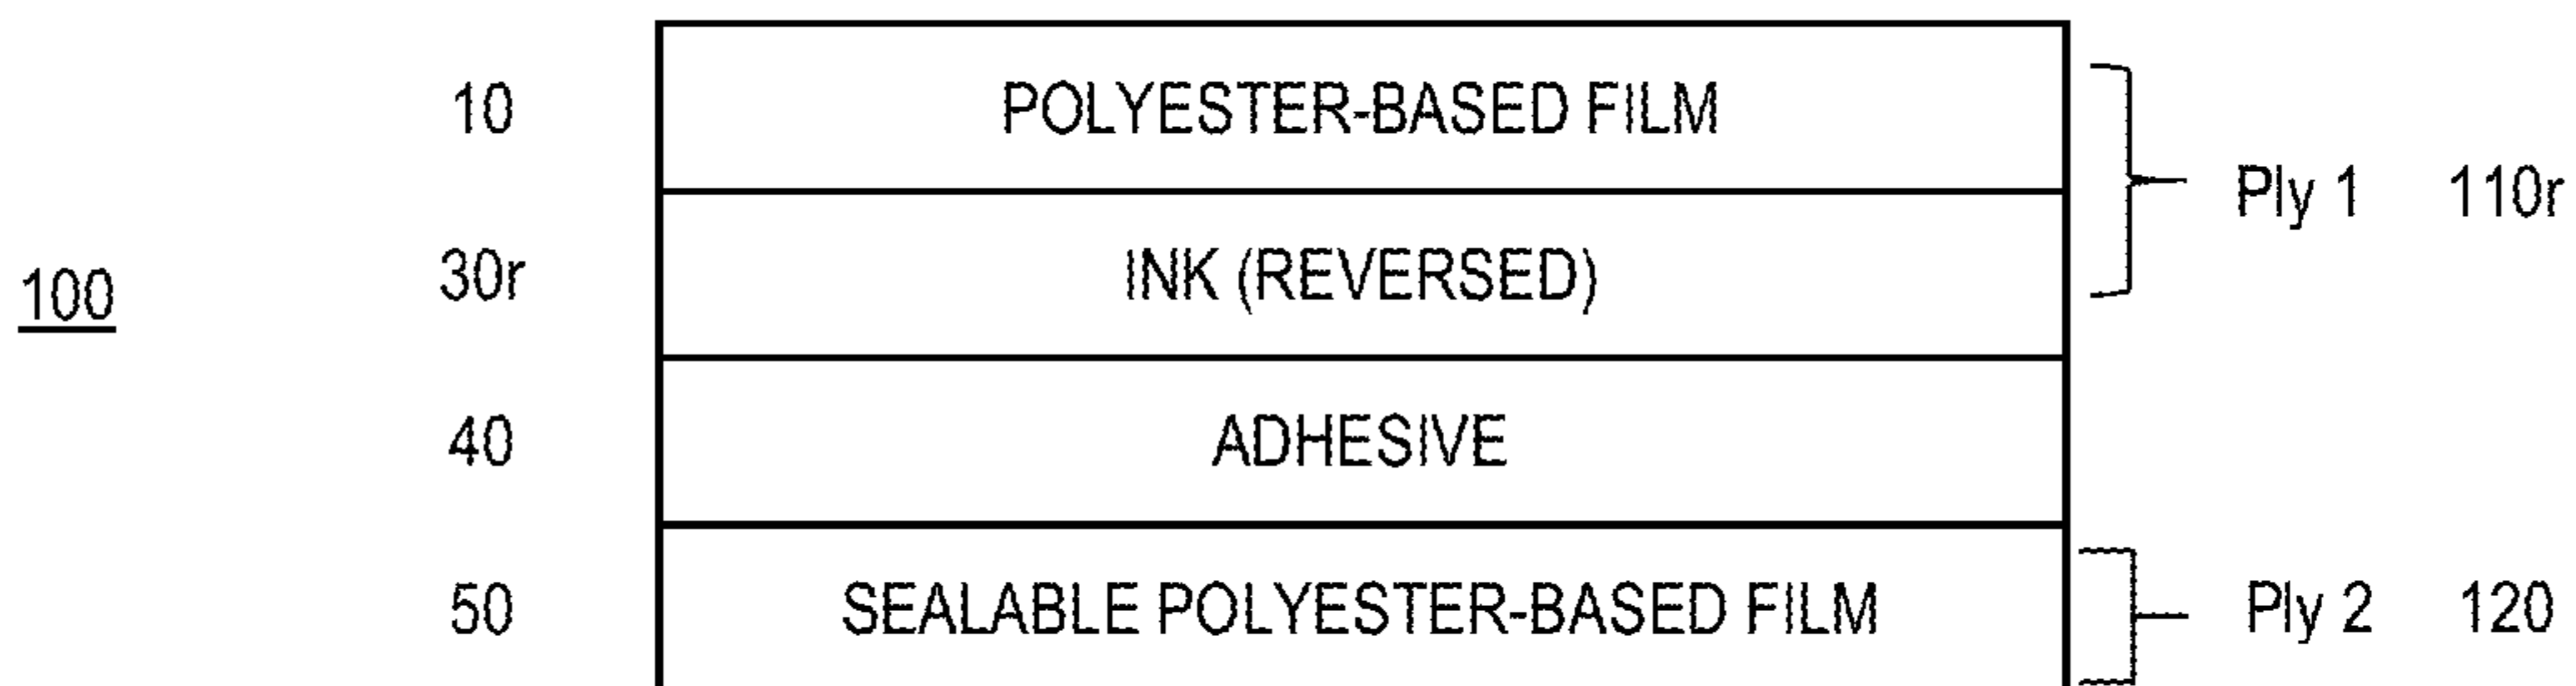 10 POLYESTER-BASED FILM
Ply 1 110r
30r INK (REVERSED)
100
40 ADHESIVE
50 SEALABLE POLYESTER-BASED FILM Ply 2 120